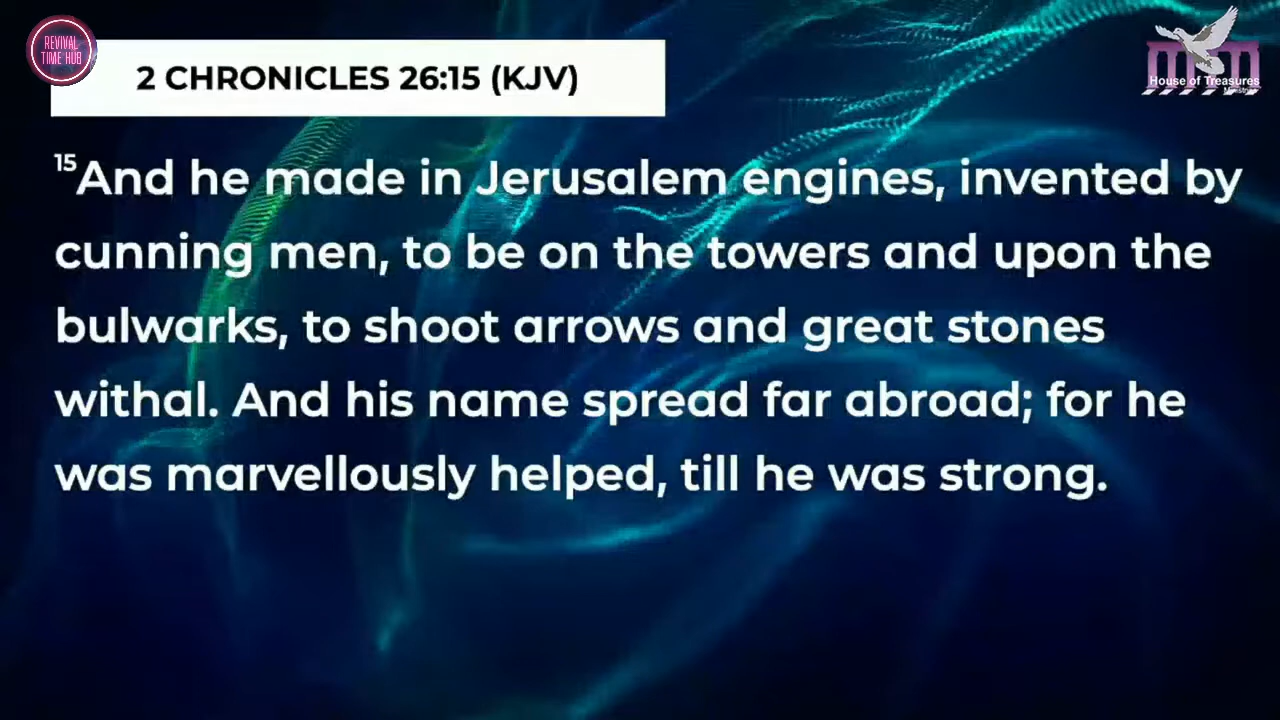 REVIVAL
TIME HUB
House of Treasures
Ministries
2 CHRONICLES 26:15 (KJV)
15And he made in Jerusalem engines, invented by
cunning men, to be on the towers and upon the
bulwarks, to shoot arrows and great stones
withal. And his name spread far abroad; for he
was marvellously helped, till he was strong.